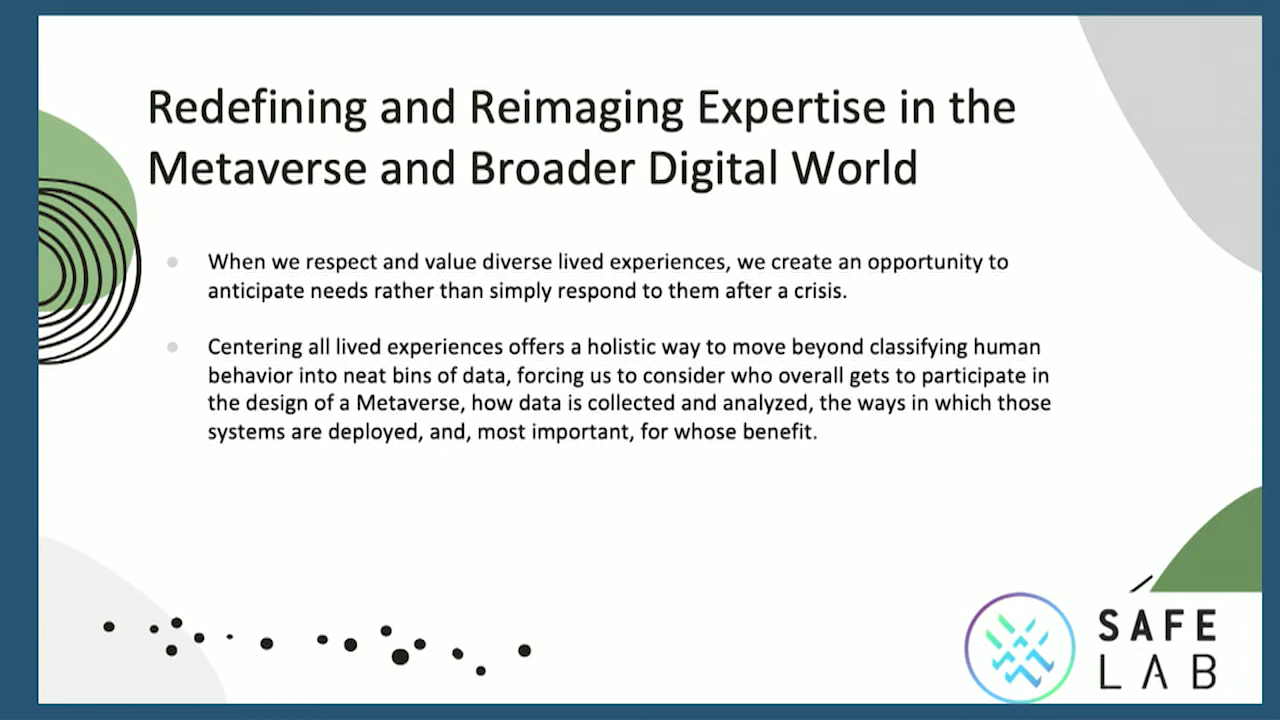 Redefining and Reimaging Expertise in the
Metaverse and Broader Digital World
When we respect and value diverse lived experiences, we create an opportunity to
anticipate needs rather than simply respond to them after a crisis.
Centering all lived experiences offers a holistic way to move beyond classifying human
behavior into neat bins of data, forcing us to consider who overall gets to participate in
the design of a Metaverse, how data is collected and analyzed, the ways in which those
systems are deployed, and, most important, for whose benefit.
SAFE
LAB